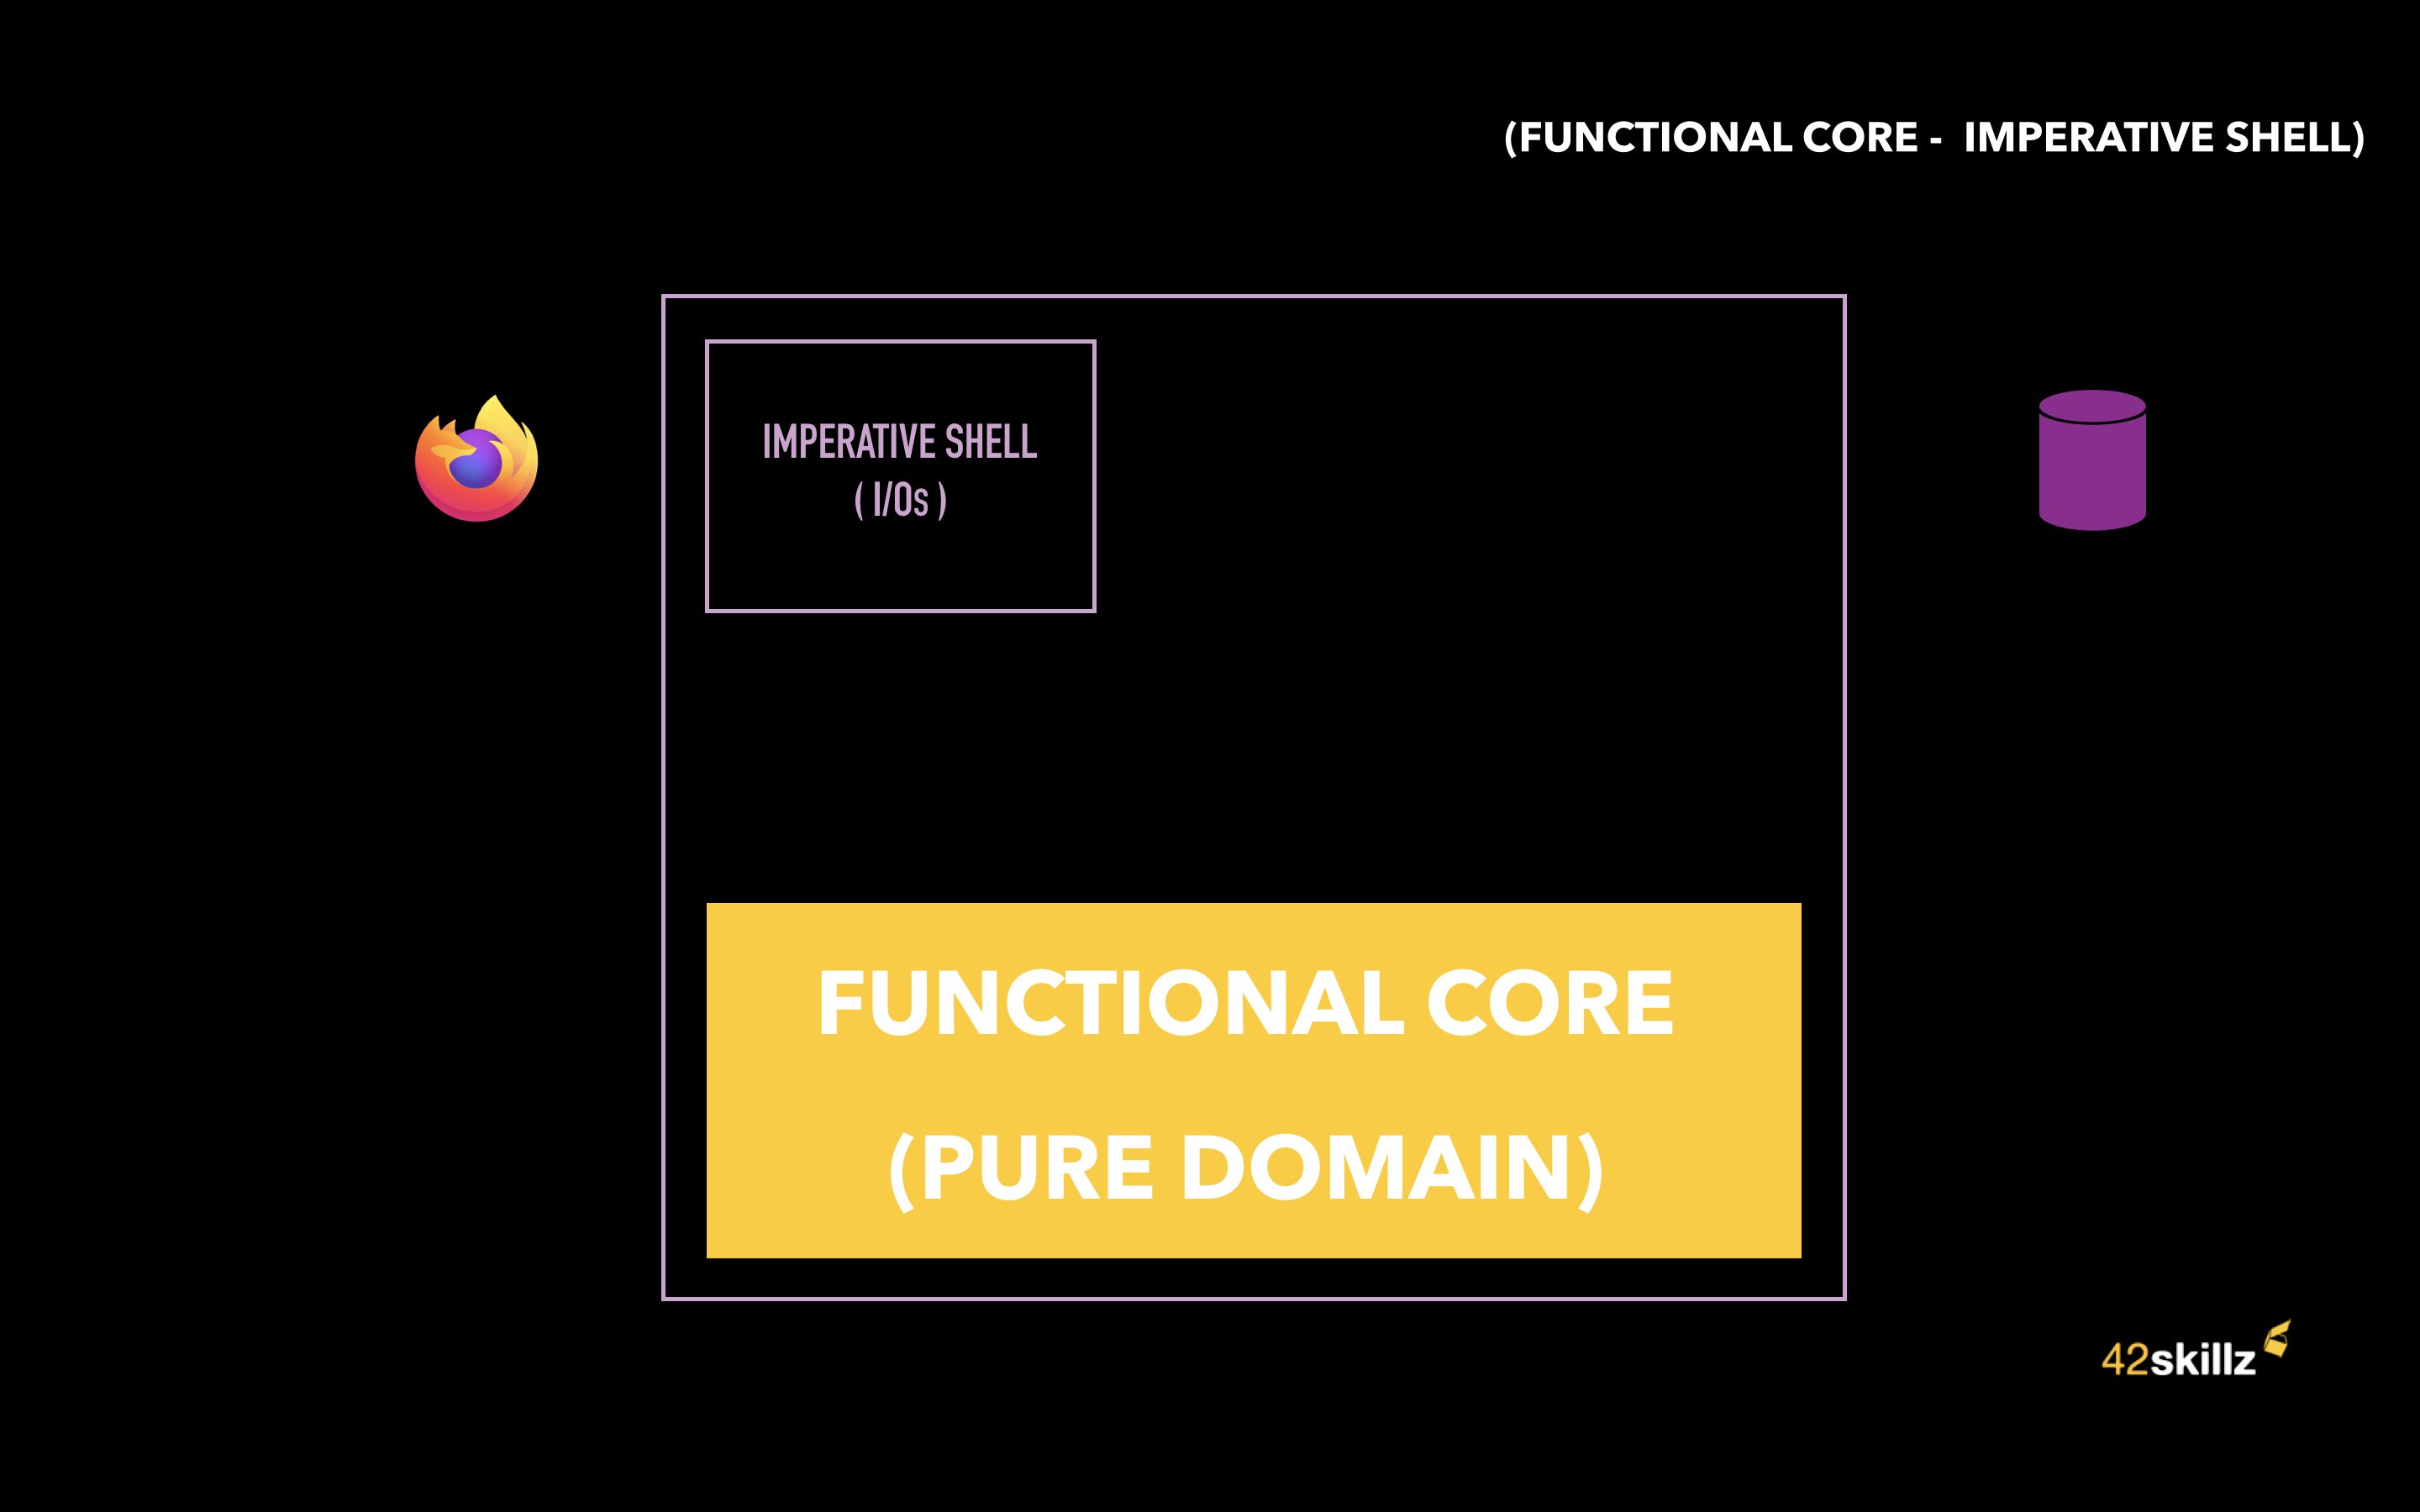 (FUNCTIONAL CORE -  IMPERATIVE SHELL)
IMPERATIVE SHELL
( I/Os )
FUNCTIONAL CORE
(PURE DOMAIN)
42skillz